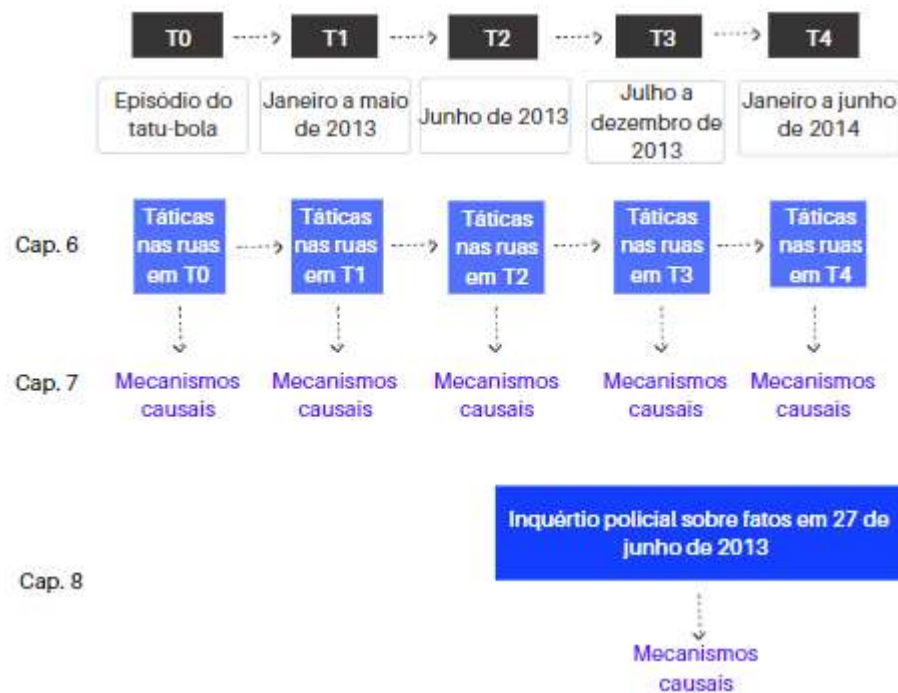 T0
T1
T2
T3
T4
Episódio do
tatu-bola
Janeiro a maio
de 2013
Junho de 2013
Julho a
dezembro de
2013
Janeiro a junho
de 2014
Cap. 6
Táticas
nas ruas
em T0
Táticas
nas ruas
em T1
Táticas
nas ruas
em T2
Táticas
nas ruas
em T3
Táticas
nas ruas
em T4
Cap. 7
Mecanismos
causais
Mecanismos
causais
Mecanismos
causais
Mecanismos
causais
Mecanismos
causais
Cap. 8
Inquértio policial sobre fatos em 27 de
junho de 2013
Mecanismos
causais